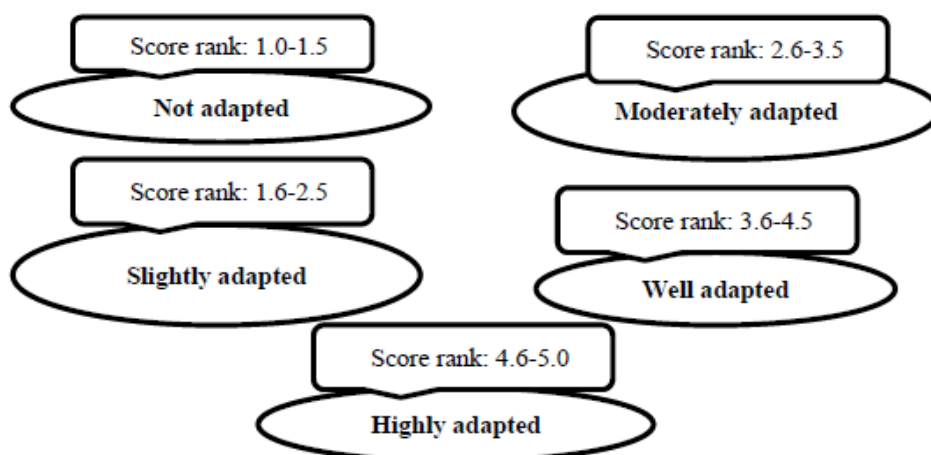 Score rank: 1.0-1.5
Not adapted
Score rank: 2.6-3.5
Moderately adapted
Score rank: 1.6-2.5
Slightly adapted
Score rank: 3.6-4.5
Well adapted
Score rank: 4.6-5.0
Highly adapted